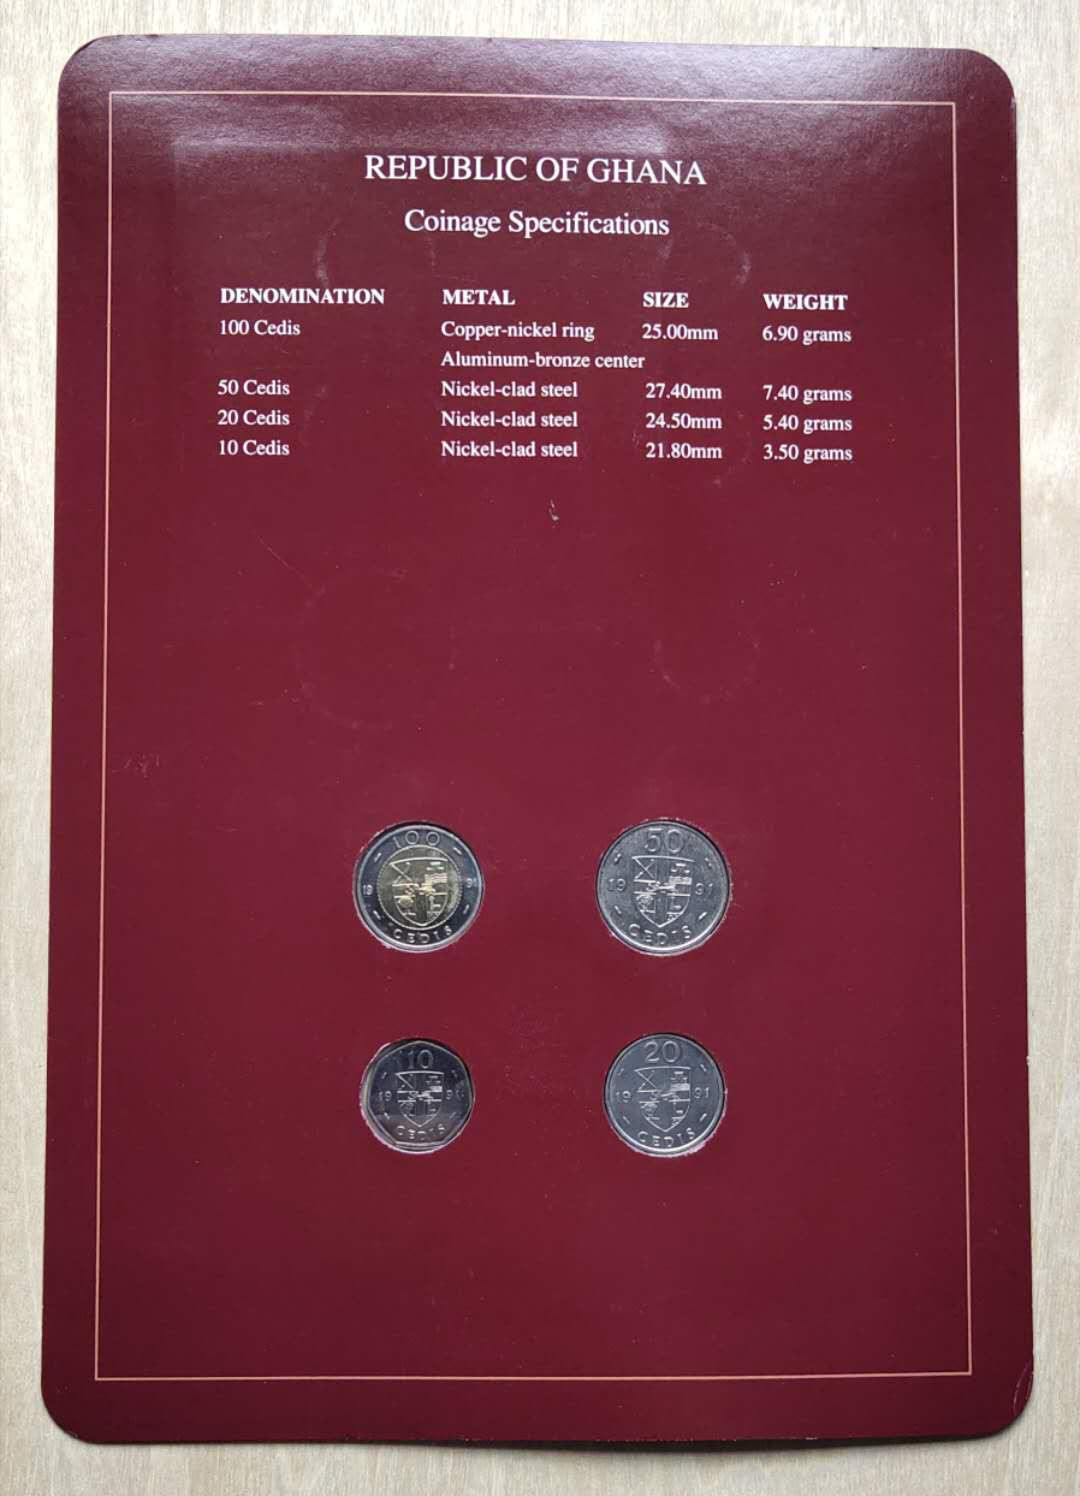 REPUBLIC OF GHANA
Coinage Specifications
DENOMINATION METAL SIZE WEIGHT
100 Cedis Copper-nickel ring 25.00mm 6.90 grams
Aluminum-bronze center
50 Cedis Nickel-clad steel 27.40mm 7.40 grams
20 Cedis Nickel-clad steel 24.50mm 5.40 grams
10 Cedis Nickel-clad steel 21.80mm 3.50 grams
100
19 91
CEDIS
50
19 91
CEDIS
10
19 91
CEDIS
20
19 91
CEDIS